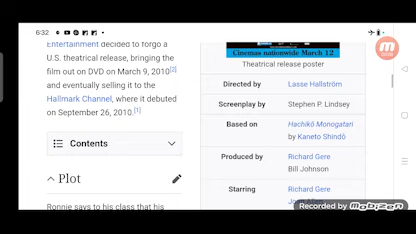 6:32
Entertainment decided to forgo a
U.S. theatrical release, bringing the
film out on DVD on March 9, 2010[2]
and eventually selling it to the
Hallmark Channel, where it debuted
on September 26, 2010.[1]
Contents
Plot
Ronnie says to his class that his
Cinemas nationwide March 12
Theatrical release poster
Directed by Lasse Hallström
Screenplay by Stephen P. Lindsey
Based on Hachikō Monogatari
by Kaneto Shindō
Produced by Richard Gere
Bill Johnson
Starring Richard Gere
Joan Allen
Recorded by Mobizen